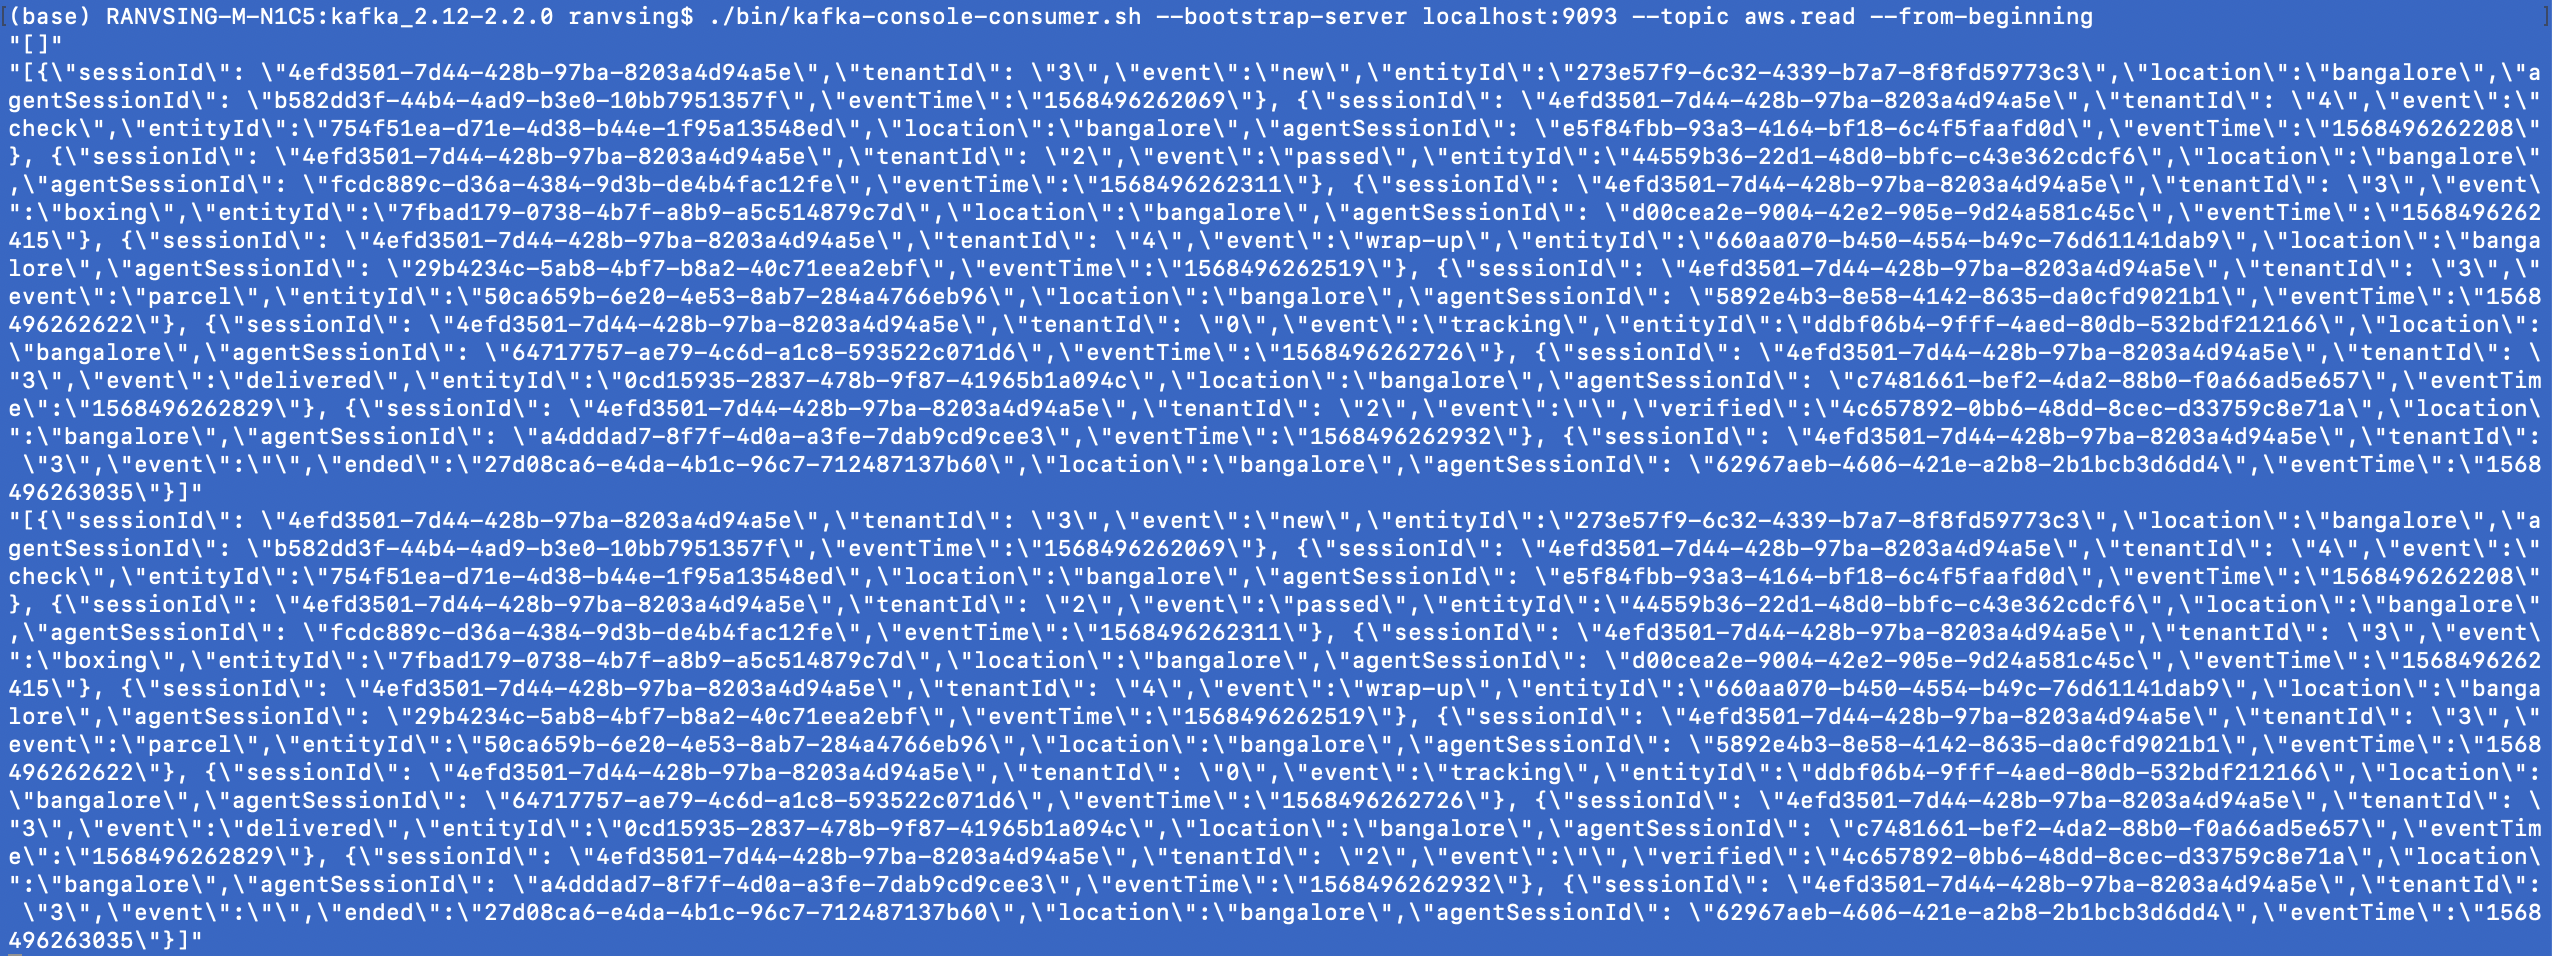 (base) RANVSING-M-N1C5:kafka_2.12-2.2.0 ranvsing$ ./bin/kafka-console-consumer.sh --bootstrap-server localhost:9093 --topic aws.read --from-beginning
"[]"
"[{\"sessionId\": \"4efd3501-7d44-428b-97ba-8203a4d94a5e\",\"tenantId\": \"3\",\"event\":\"new\",\"entityId\":\"273e57f9-6c32-4339-b7a7-8f8fd59773c3\",\"location\":\"bangalore\",\"a
gentSessionId\": \"b582dd3f-44b4-4ad9-b3e0-10bb7951357f\",\"eventTime\":\"1568496262069\"}, {\"sessionId\": \"4efd3501-7d44-428b-97ba-8203a4d94a5e\",\"tenantId\": \"4\",\"event\":\"
check\",\"entityId\":\"754f51ea-d71e-4d38-b44e-1f95a13548ed\",\"location\":\"bangalore\",\"agentSessionId\": \"e5f84fbb-93a3-4164-bf18-6c4f5faafd0d\",\"eventTime\":\"1568496262208\"
}, {\"sessionId\": \"4efd3501-7d44-428b-97ba-8203a4d94a5e\",\"tenantId\": \"2\",\"event\":\"passed\",\"entityId\":\"44559b36-22d1-48d0-bbfc-c43e362cdcf6\",\"location\":\"bangalore\"
,\"agentSessionId\": \"fcdc889c-d36a-4384-9d3b-de4b4fac12fe\",\"eventTime\":\"1568496262311\"}, {\"sessionId\": \"4efd3501-7d44-428b-97ba-8203a4d94a5e\",\"tenantId\": \"3\",\"event\
":\"boxing\",\"entityId\":\"7fbad179-0738-4b7f-a8b9-a5c514879c7d\",\"location\":\"bangalore\",\"agentSessionId\": \"d00cea2e-9004-42e2-905e-9d24a581c45c\",\"eventTime\":\"1568496262
415\"}, {\"sessionId\": \"4efd3501-7d44-428b-97ba-8203a4d94a5e\",\"tenantId\": \"4\",\"event\":\"wrap-up\",\"entityId\":\"660aa070-b450-4554-b49c-76d61141dab9\",\"location\":\"banga
lore\",\"agentSessionId\": \"29b4234c-5ab8-4bf7-b8a2-40c71eea2ebf\",\"eventTime\":\"1568496262519\"}, {\"sessionId\": \"4efd3501-7d44-428b-97ba-8203a4d94a5e\",\"tenantId\": \"3\",\"
event\":\"parcel\",\"entityId\":\"50ca659b-6e20-4e53-8ab7-284a4766eb96\",\"location\":\"bangalore\",\"agentSessionId\": \"5892e4b3-8e58-4142-8635-da0cfd9021b1\",\"eventTime\":\"1568
496262622\"}, {\"sessionId\": \"4efd3501-7d44-428b-97ba-8203a4d94a5e\",\"tenantId\": \"0\",\"event\":\"tracking\",\"entityId\":\"ddbf06b4-9fff-4aed-80db-532bdf212166\",\"location\":
\"bangalore\",\"agentSessionId\": \"64717757-ae79-4c6d-a1c8-593522c071d6\",\"eventTime\":\"1568496262726\"}, {\"sessionId\": \"4efd3501-7d44-428b-97ba-8203a4d94a5e\",\"tenantId\": \
"3\",\"event\":\"delivered\",\"entityId\":\"0cd15935-2837-478b-9f87-41965b1a094c\",\"location\":\"bangalore\",\"agentSessionId\": \"c7481661-bef2-4da2-88b0-f0a66ad5e657\",\"eventTim
e\":\"1568496262829\"}, {\"sessionId\": \"4efd3501-7d44-428b-97ba-8203a4d94a5e\",\"tenantId\": \"2\",\"event\":\"\",\"verified\":\"4c657892-0bb6-48dd-8cec-d33759c8e71a\",\"location\
":\"bangalore\",\"agentSessionId\": \"a4dddad7-8f7f-4d0a-a3fe-7dab9cd9cee3\",\"eventTime\":\"1568496262932\"}, {\"sessionId\": \"4efd3501-7d44-428b-97ba-8203a4d94a5e\",\"tenantId\":
 \"3\",\"event\":\"\",\"ended\":\"27d08ca6-e4da-4b1c-96c7-712487137b60\",\"location\":\"bangalore\",\"agentSessionId\": \"62967aeb-4606-421e-a2b8-2b1bcb3d6dd4\",\"eventTime\":\"1568
496263035\"}]"
"[{\"sessionId\": \"4efd3501-7d44-428b-97ba-8203a4d94a5e\",\"tenantId\": \"3\",\"event\":\"new\",\"entityId\":\"273e57f9-6c32-4339-b7a7-8f8fd59773c3\",\"location\":\"bangalore\",\"a
gentSessionId\": \"b582dd3f-44b4-4ad9-b3e0-10bb7951357f\",\"eventTime\":\"1568496262069\"}, {\"sessionId\": \"4efd3501-7d44-428b-97ba-8203a4d94a5e\",\"tenantId\": \"4\",\"event\":\"
check\",\"entityId\":\"754f51ea-d71e-4d38-b44e-1f95a13548ed\",\"location\":\"bangalore\",\"agentSessionId\": \"e5f84fbb-93a3-4164-bf18-6c4f5faafd0d\",\"eventTime\":\"1568496262208\"
}, {\"sessionId\": \"4efd3501-7d44-428b-97ba-8203a4d94a5e\",\"tenantId\": \"2\",\"event\":\"passed\",\"entityId\":\"44559b36-22d1-48d0-bbfc-c43e362cdcf6\",\"location\":\"bangalore\"
,\"agentSessionId\": \"fcdc889c-d36a-4384-9d3b-de4b4fac12fe\",\"eventTime\":\"1568496262311\"}, {\"sessionId\": \"4efd3501-7d44-428b-97ba-8203a4d94a5e\",\"tenantId\": \"3\",\"event\
":\"boxing\",\"entityId\":\"7fbad179-0738-4b7f-a8b9-a5c514879c7d\",\"location\":\"bangalore\",\"agentSessionId\": \"d00cea2e-9004-42e2-905e-9d24a581c45c\",\"eventTime\":\"1568496262
415\"}, {\"sessionId\": \"4efd3501-7d44-428b-97ba-8203a4d94a5e\",\"tenantId\": \"4\",\"event\":\"wrap-up\",\"entityId\":\"660aa070-b450-4554-b49c-76d61141dab9\",\"location\":\"banga
lore\",\"agentSessionId\": \"29b4234c-5ab8-4bf7-b8a2-40c71eea2ebf\",\"eventTime\":\"1568496262519\"}, {\"sessionId\": \"4efd3501-7d44-428b-97ba-8203a4d94a5e\",\"tenantId\": \"3\",\"
event\":\"parcel\",\"entityId\":\"50ca659b-6e20-4e53-8ab7-284a4766eb96\",\"location\":\"bangalore\",\"agentSessionId\": \"5892e4b3-8e58-4142-8635-da0cfd9021b1\",\"eventTime\":\"1568
496262622\"}, {\"sessionId\": \"4efd3501-7d44-428b-97ba-8203a4d94a5e\",\"tenantId\": \"0\",\"event\":\"tracking\",\"entityId\":\"ddbf06b4-9fff-4aed-80db-532bdf212166\",\"location\":
\"bangalore\",\"agentSessionId\": \"64717757-ae79-4c6d-a1c8-593522c071d6\",\"eventTime\":\"1568496262726\"}, {\"sessionId\": \"4efd3501-7d44-428b-97ba-8203a4d94a5e\",\"tenantId\": \
"3\",\"event\":\"delivered\",\"entityId\":\"0cd15935-2837-478b-9f87-41965b1a094c\",\"location\":\"bangalore\",\"agentSessionId\": \"c7481661-bef2-4da2-88b0-f0a66ad5e657\",\"eventTim
e\":\"1568496262829\"}, {\"sessionId\": \"4efd3501-7d44-428b-97ba-8203a4d94a5e\",\"tenantId\": \"2\",\"event\":\"\",\"verified\":\"4c657892-0bb6-48dd-8cec-d33759c8e71a\",\"location\
":\"bangalore\",\"agentSessionId\": \"a4dddad7-8f7f-4d0a-a3fe-7dab9cd9cee3\",\"eventTime\":\"1568496262932\"}, {\"sessionId\": \"4efd3501-7d44-428b-97ba-8203a4d94a5e\",\"tenantId\":
 \"3\",\"event\":\"\",\"ended\":\"27d08ca6-e4da-4b1c-96c7-712487137b60\",\"location\":\"bangalore\",\"agentSessionId\": \"62967aeb-4606-421e-a2b8-2b1bcb3d6dd4\",\"eventTime\":\"1568
496263035\"}]"